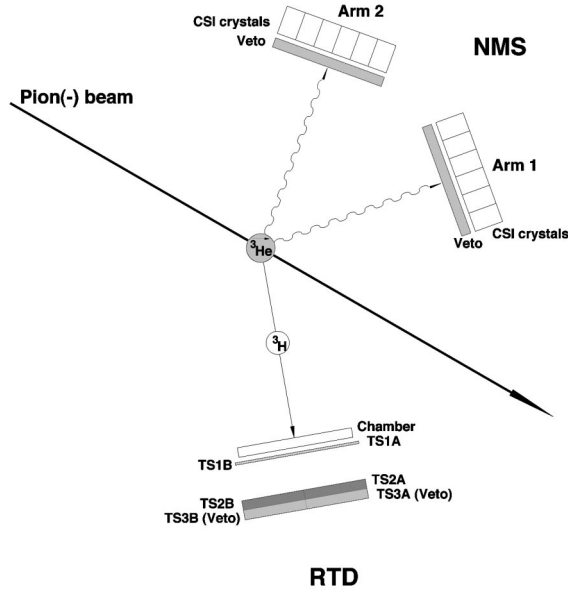 Arm 2
CSI crystals
Veto
NMS
Pion(-) beam
Arm 1
Veto
CSI crystals
³He
³H
Chamber
TS1A
TS1B
TS2A
TS3A (Veto)
TS2B
TS3B (Veto)
RTD